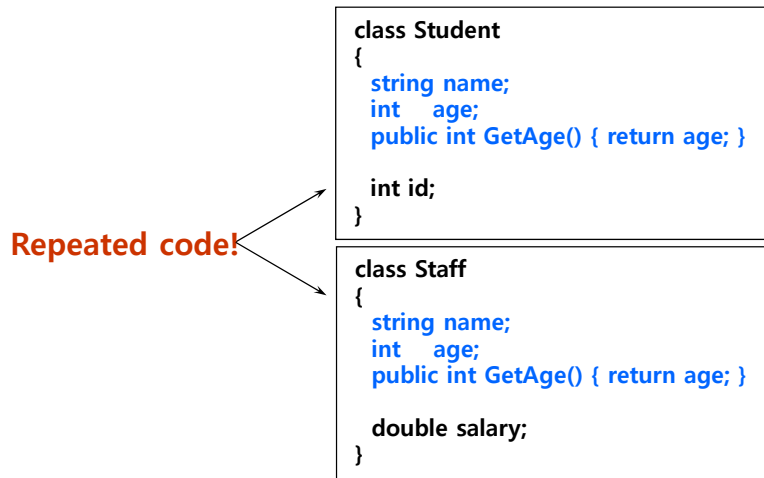 class Student
{
string name;
int age;
public int GetAge() { return age; }
int id;
}
Repeated code!
class Staff
{
string name;
int age;
public int GetAge() { return age; }
double salary;
}